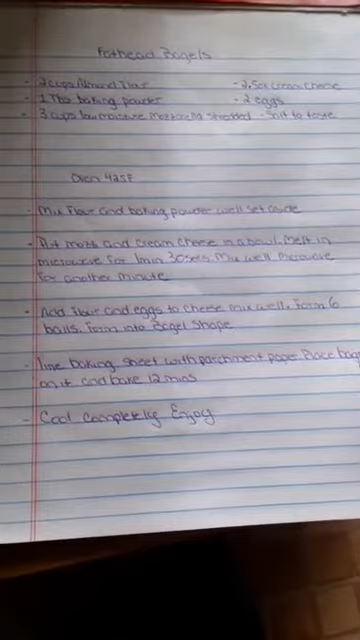 Fathead Bagels
- 2 cups Almond flour - 2.5oz cream cheese
- 1 Tbs baking powder - 2 eggs
- 3 cups low moisture mozzarella shredded - Salt to taste
Oven 425F
- Mix flour and baking powder well set aside
- Put mozz and cream cheese in a bowl. Melt in
microwave for 1min 30secs. Mix well. Microwave
for another minute
- Add flour and eggs to cheese mix well. Form 6
balls. Form into Bagel shape
- Line baking sheet with parchment paper. Place bag
on it and bake 12 mins
- Cool completely Enjoy